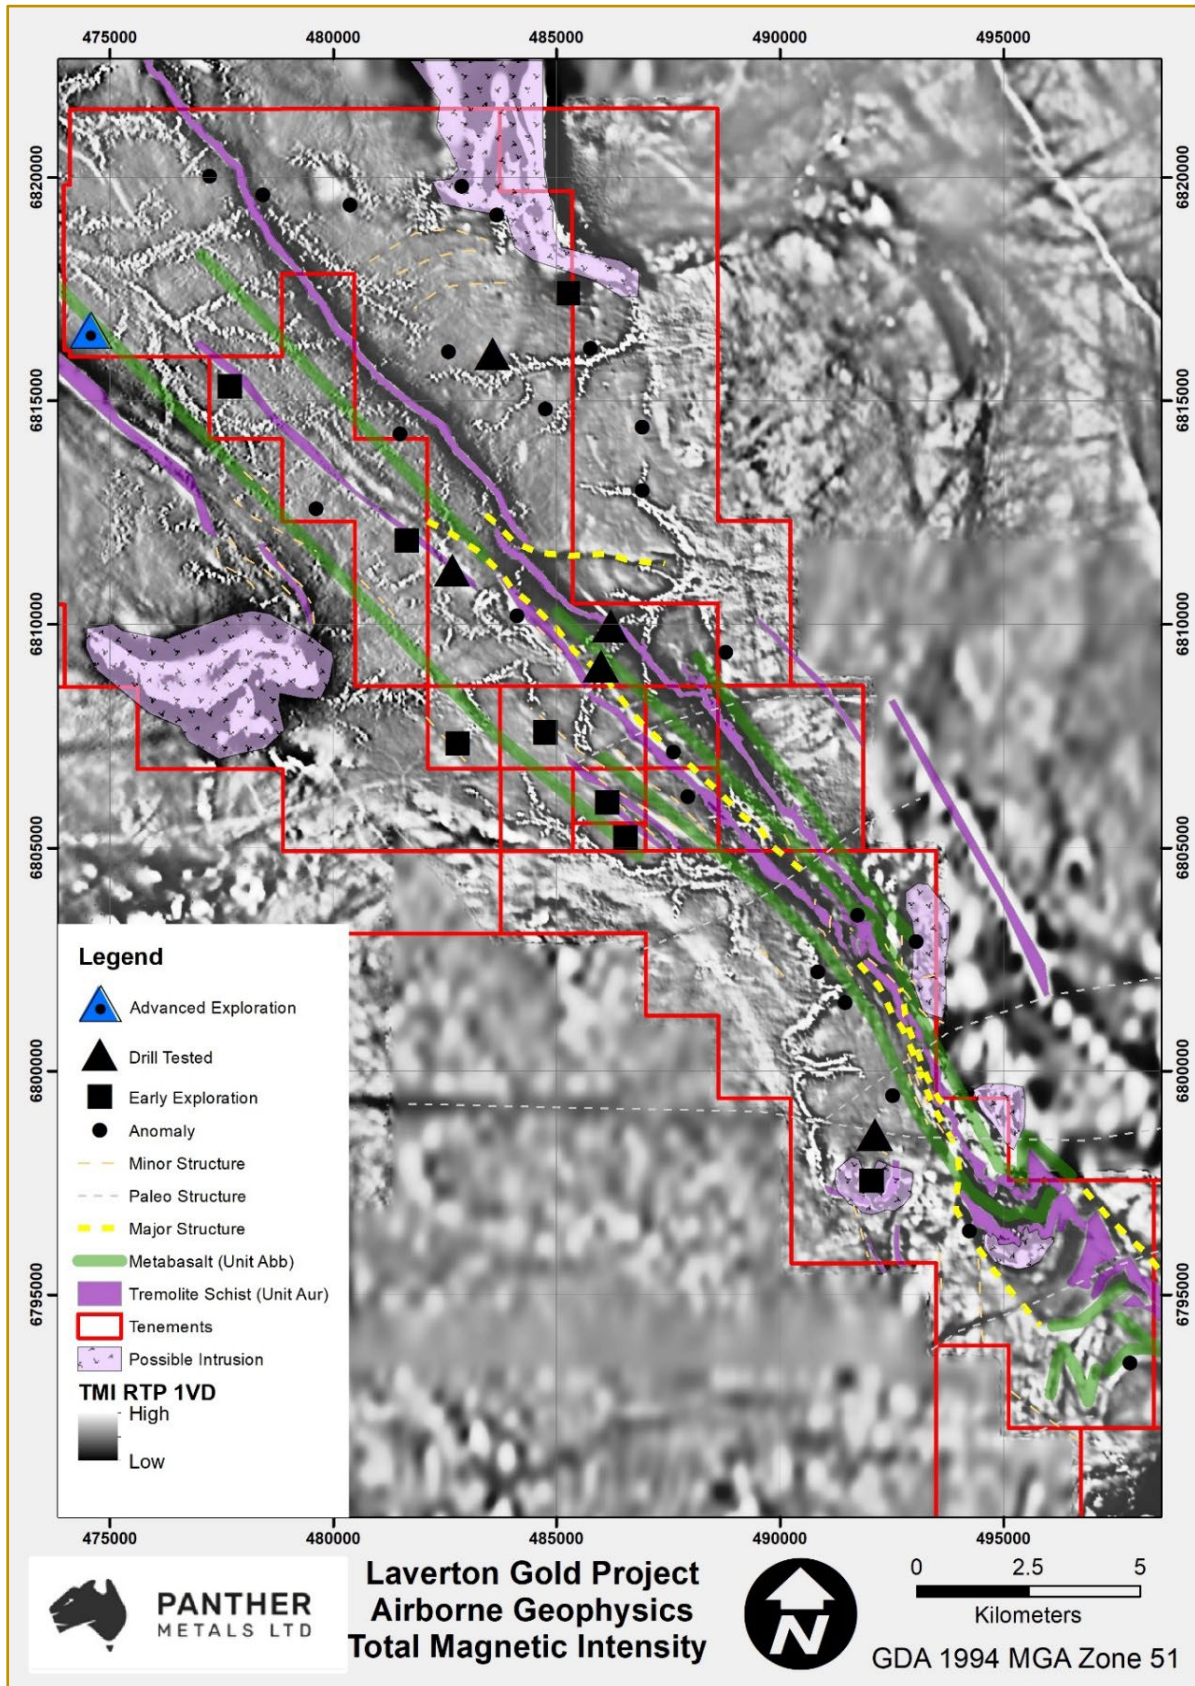 475000 480000 485000 490000 495000
6820000
6820000
6815000
6815000
6810000
6810000
6805000
6805000
6800000
6795000
Legend
Advanced Exploration
Drill Tested
Early Exploration
Anomaly
Minor Structure
Paleo Structure
Major Structure
Metabasalt (Unit Abb)
Tremolite Schist (Unit Aur)
Tenements
Possible Intrusion
TMI RTP 1VD
High
Low
475000 480000 485000 490000 495000
PANTHER
METALS LTD
Laverton Gold Project
Airborne Geophysics
Total Magnetic Intensity
N
0 2.5 5
Kilometers
GDA 1994 MGA Zone 51